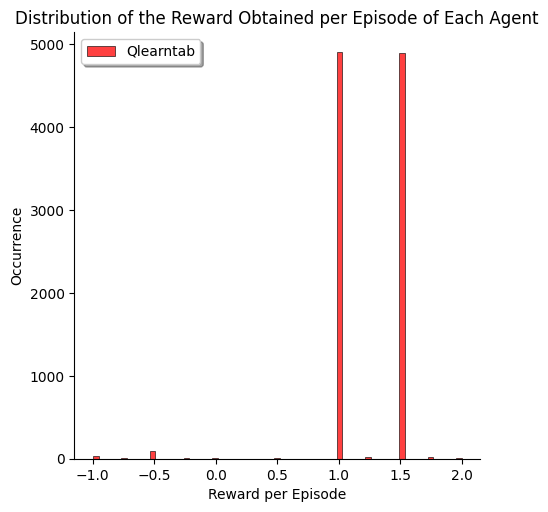 Distribution of the Reward Obtained per Episode of Each Agent
Qlearntab
5000
4000
3000
2000
1000
0
Occurrence
−1.0 −0.5 0.0 0.5 1.0 1.5 2.0
Reward per Episode